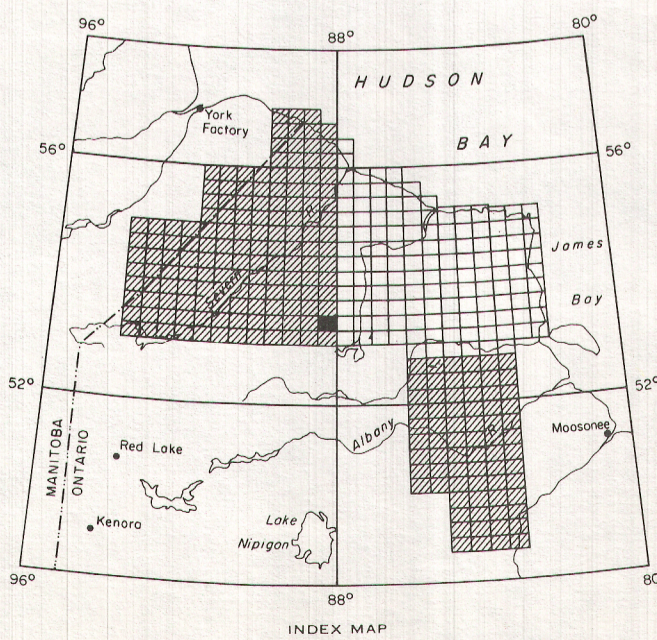 96°
88°
80°
HUDSON
BAY
York
Factory
56°
56°
James
Bay
Severn
R.
52°
52°
MANITOBA
ONTARIO
Red Lake
Albany
R.
Moosonee
Kenora
Lake
Nipigon
96°
88°
80
INDEX MAP